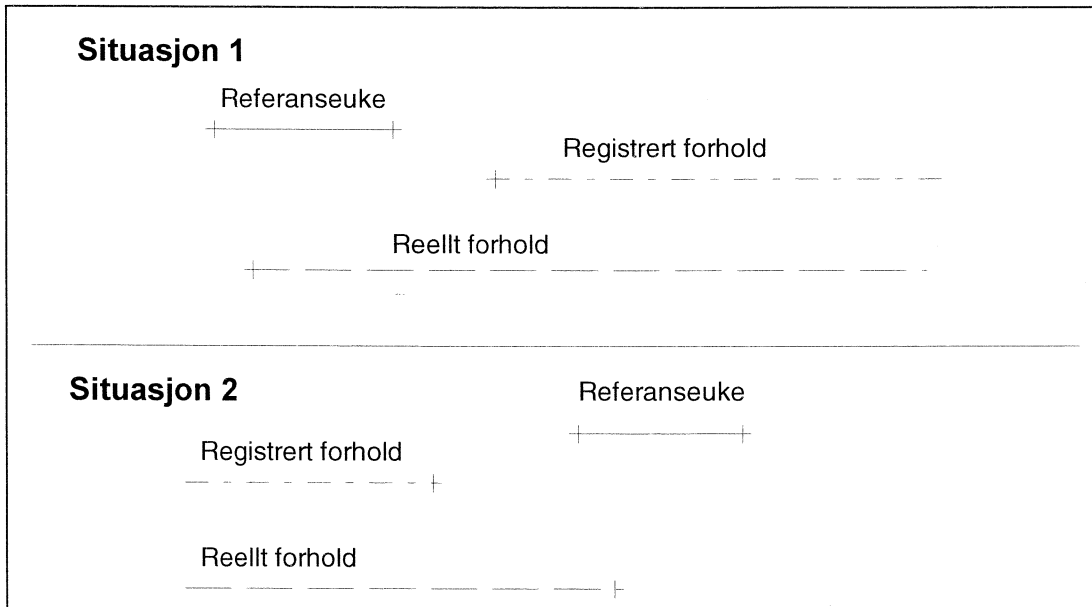 Situasjon 1
Referanseuke
Registrert forhold
Reellt forhold
Situasjon 2
Referanseuke
Registrert forhold
Reellt forhold